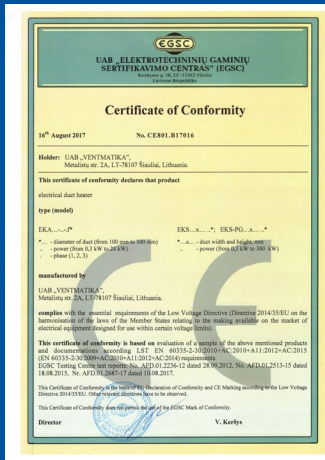 EGSC
UAB „ELEKTROTECHNINIŲ GAMINIŲ
SERTIFIKAVIMO CENTRAS" (EGSC)
Lietuvos Respublika
Certificate of Conformity
16th August 2017 No. CE801.B17016
Holder: UAB „VENTMATIKA",
Metalistų str. 2A, LT-78107 Šiauliai, Lithuania.
This certificate of conformity declares that product
electrical duct heater
type (model)
EKA...-..-.f* EKS...x... ..*; EKS-PG...x... ..*
*... - diameter of duct (from 100 mm to 500 mm) *...x... - duct width and height, mm
.. - power (from 0,3 kW to 24 kW) .. - power (from 0,3 kW to 300 kW)
- phase (1, 2, 3)
manufactured by
UAB „VENTMATIKA",
Metalistų str. 2A, LT-78107 Šiauliai, Lithuania.
complies with the essential requirements of the Low Voltage Directive (Directive 2014/35/EU on the
harmonisation of the laws of the Member States relating to the making available on the market of
electrical equipment designed for use within certain voltage limits).
This certificate of conformity is based on evaluation of a sample of the above mentioned products
and documentations according LST EN 60335-2-30:2010+AC:2010+A11:2012+AC:2015
(EN 60335-2-30:2009+AC:2010+A11:2012+AC:2014) requirements.
EGSC Testing Centre test reports: No. AFD.01.2236-12 dated 28.09.2012, No. AFD.01.2513-15 dated
18.08.2015, Nr. AFD.01.2687-17 dated 10.08.2017.
This Certificate of Conformity is the basis of EU Declaration of Conformity and CE Marking according to the Low Voltage
Directive 2014/35/EU. Other relevant directives have to be observed.
This Certificate of Conformity does not permit the use of the EGSC Mark of Conformity.
Director V. Keršys